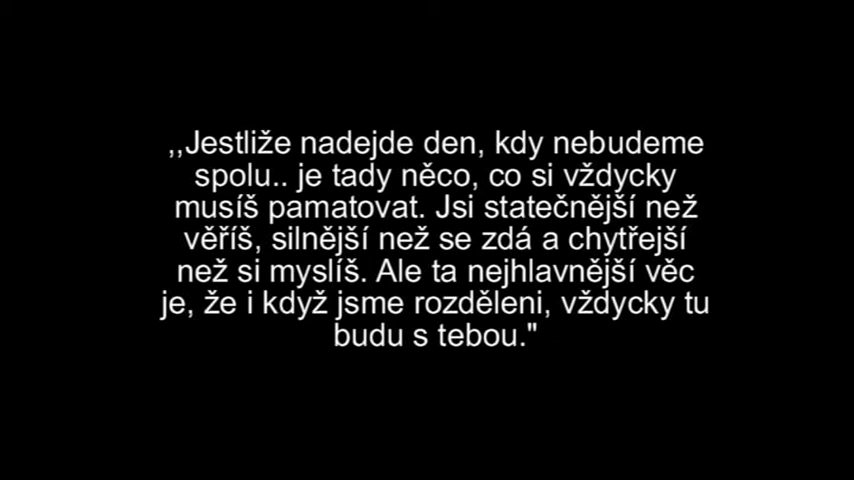 ,,Jestliže nadejde den, kdy nebudeme
spolu.. je tady něco, co si vždycky
musíš pamatovat. Jsi statečnější než
věříš, silnější než se zdá a chytřejší
než si myslíš. Ale ta nejhlavnější věc
je, že i když jsme rozděleni, vždycky tu
budu s tebou."